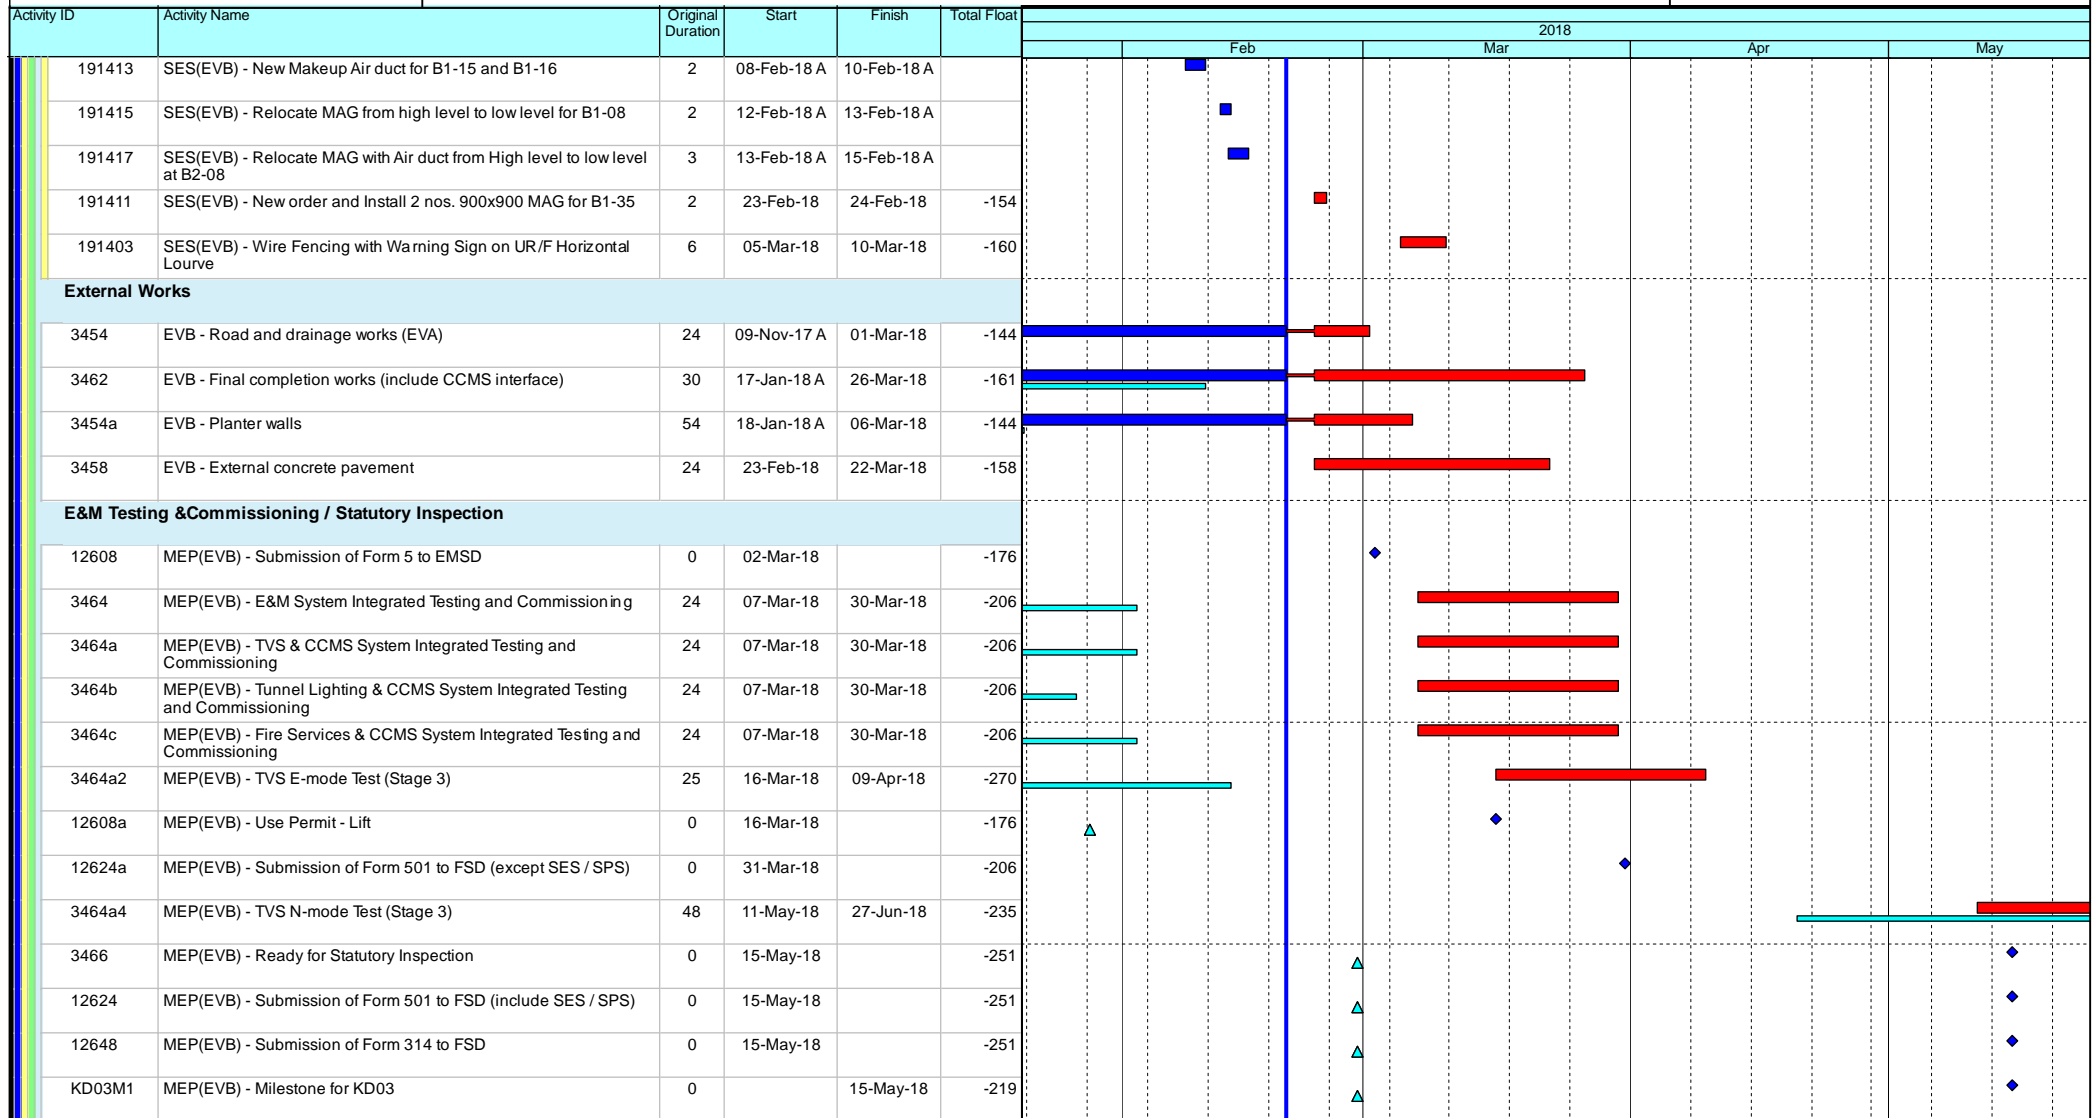 Activity ID Activity Name Original Start Finish Total Float
Duration 2018
Feb Mar Apr May
191413 SES(EVB) - New Makeup Air duct for B1-15 and B1-16 2 08-Feb-18 A 10-Feb-18 A
191415 SES(EVB) - Relocate MAG from high level to low level for B1-08 2 12-Feb-18 A 13-Feb-18 A
191417 SES(EVB) - Relocate MAG with Air duct from High level to low level 3 13-Feb-18 A 15-Feb-18 A
at B2-08
191411 SES(EVB) - New order and Install 2 nos. 900x900 MAG for B1-35 2 23-Feb-18 24-Feb-18 -154
191403 SES(EVB) - Wire Fencing with Warning Sign on UR/F Horizontal 6 05-Mar-18 10-Mar-18 -160
Lourve
External Works
3454 EVB - Road and drainage works (EVA) 24 09-Nov-17 A 01-Mar-18 -144
3462 EVB - Final completion works (include CCMS interface) 30 17-Jan-18 A 26-Mar-18 -161
3454a EVB - Planter walls 54 18-Jan-18 A 06-Mar-18 -144
3458 EVB - External concrete pavement 24 23-Feb-18 22-Mar-18 -158
E&M Testing &Commissioning / Statutory Inspection
12608 MEP(EVB) - Submission of Form 5 to EMSD 0 02-Mar-18 -176
3464 MEP(EVB) - E&M System Integrated Testing and Commissioning 24 07-Mar-18 30-Mar-18 -206
3464a MEP(EVB) - TVS & CCMS System Integrated Testing and 24 07-Mar-18 30-Mar-18 -206
Commissioning
3464b MEP(EVB) - Tunnel Lighting & CCMS System Integrated Testing 24 07-Mar-18 30-Mar-18 -206
and Commissioning
3464c MEP(EVB) - Fire Services & CCMS System Integrated Testing and 24 07-Mar-18 30-Mar-18 -206
Commissioning
3464a2 MEP(EVB) - TVS E-mode Test (Stage 3) 25 16-Mar-18 09-Apr-18 -270
12608a MEP(EVB) - Use Permit - Lift 0 16-Mar-18 -176
12624a MEP(EVB) - Submission of Form 501 to FSD (except SES / SPS) 0 31-Mar-18 -206
3464a4 MEP(EVB) - TVS N-mode Test (Stage 3) 48 11-May-18 27-Jun-18 -235
3466 MEP(EVB) - Ready for Statutory Inspection 0 15-May-18 -251
12624 MEP(EVB) - Submission of Form 501 to FSD (include SES / SPS) 0 15-May-18 -251
12648 MEP(EVB) - Submission of Form 314 to FSD 0 15-May-18 -251
KD03M1 MEP(EVB) - Milestone for KD03 0 15-May-18 -219